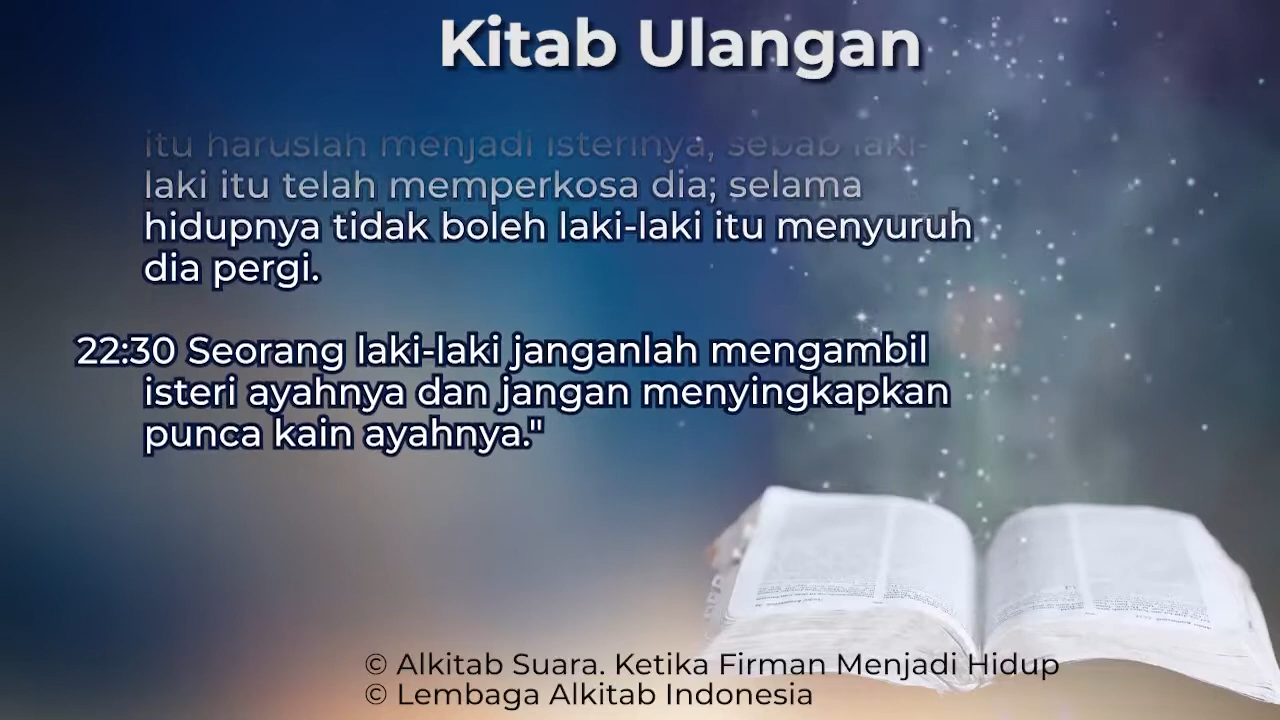 Kitab Ulangan
itu haruslah menjadi isterinya, sebab laki-
laki itu telah memperkosa dia; selama
hidupnya tidak boleh laki-laki itu menyuruh
dia pergi.
22:30 Seorang laki-laki janganlah mengambil
isteri ayahnya dan jangan menyingkapkan
punca kain ayahnya."
© Alkitab Suara. Ketika Firman Menjadi Hidup
© Lembaga Alkitab Indonesia